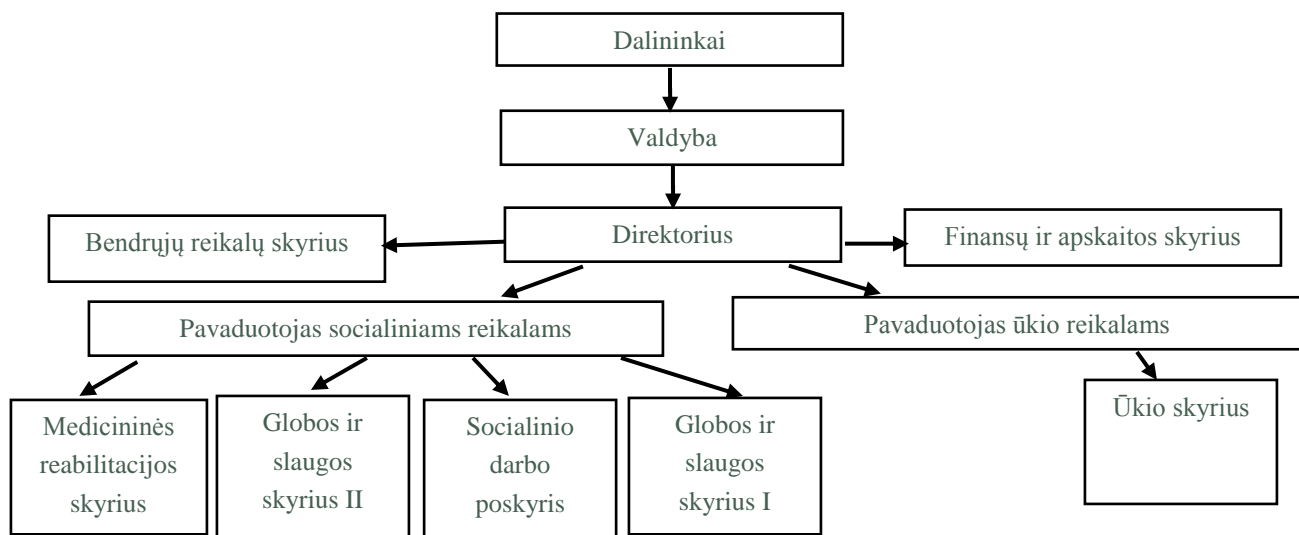 Dalininkai
Valdyba
Direktorius
Bendrųjų reikalų skyrius
Finansų ir apskaitos skyrius
Pavaduotojas socialiniams reikalams
Pavaduotojas ūkio reikalams
Medicininės
reabilitacijos
skyrius
Globos ir
slaugos
skyrius II
Socialinio
darbo
poskyris
Globos ir
slaugos
skyrius I
Ūkio skyrius